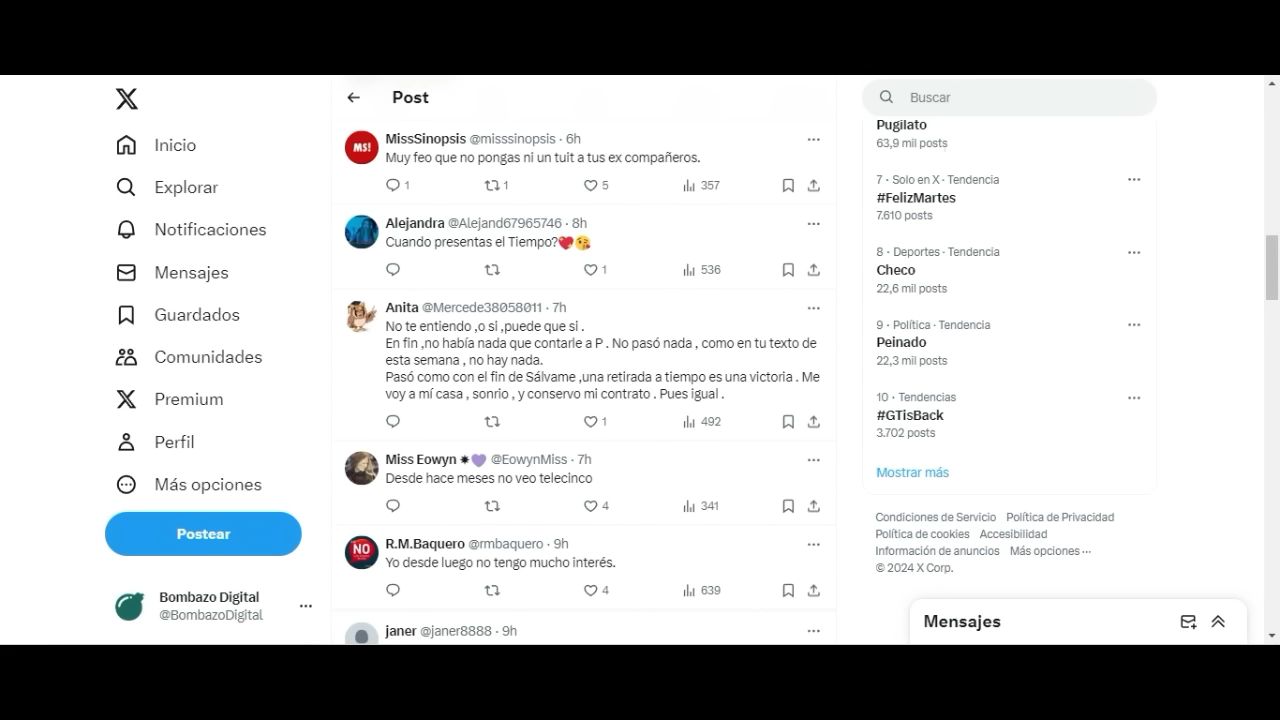 Post
Buscar
Inicio
Explorar
Notificaciones
Mensajes
Guardados
Comunidades
Premium
Perfil
Más opciones
Postear
Bombazo Digital
@BombazoDigital
MS!
MissSinopsis @misssinopsis · 6h
Muy feo que no pongas ni un tuit a tus ex compañeros.
1 1 5 357
Alejandra @Alejand67965746 · 8h
Cuando presentas el Tiempo?💖😘
1 536
Anita @Mercede38058011 · 7h
No te entiendo ,o si ,puede que si .
En fin ,no había nada que contarle a P . No pasó nada , como en tu texto de
esta semana , no hay nada.
Pasó como con el fin de Sálvame ,una retirada a tiempo es una victoria . Me
voy a mí casa , sonrio , y conservo mi contrato . Pues igual .
1 492
Miss Eowyn ✷💜 @EowynMiss · 7h
Desde hace meses no veo telecinco
4 341
NO
R.M.Baquero @rmbaquero · 9h
Yo desde luego no tengo mucho interés.
4 639
janer @janer8888 · 9h
Pugilato
63,9 mil posts
7 · Solo en X · Tendencia
#FelizMartes
7.610 posts
8 · Deportes · Tendencia
Checo
22,6 mil posts
9 · Política · Tendencia
Peinado
22,3 mil posts
10 · Tendencias
#GTisBack
3.702 posts
Mostrar más
Condiciones de Servicio Política de Privacidad
Política de cookies Accesibilidad
Información de anuncios Más opciones ···
© 2024 X Corp.
Mensajes